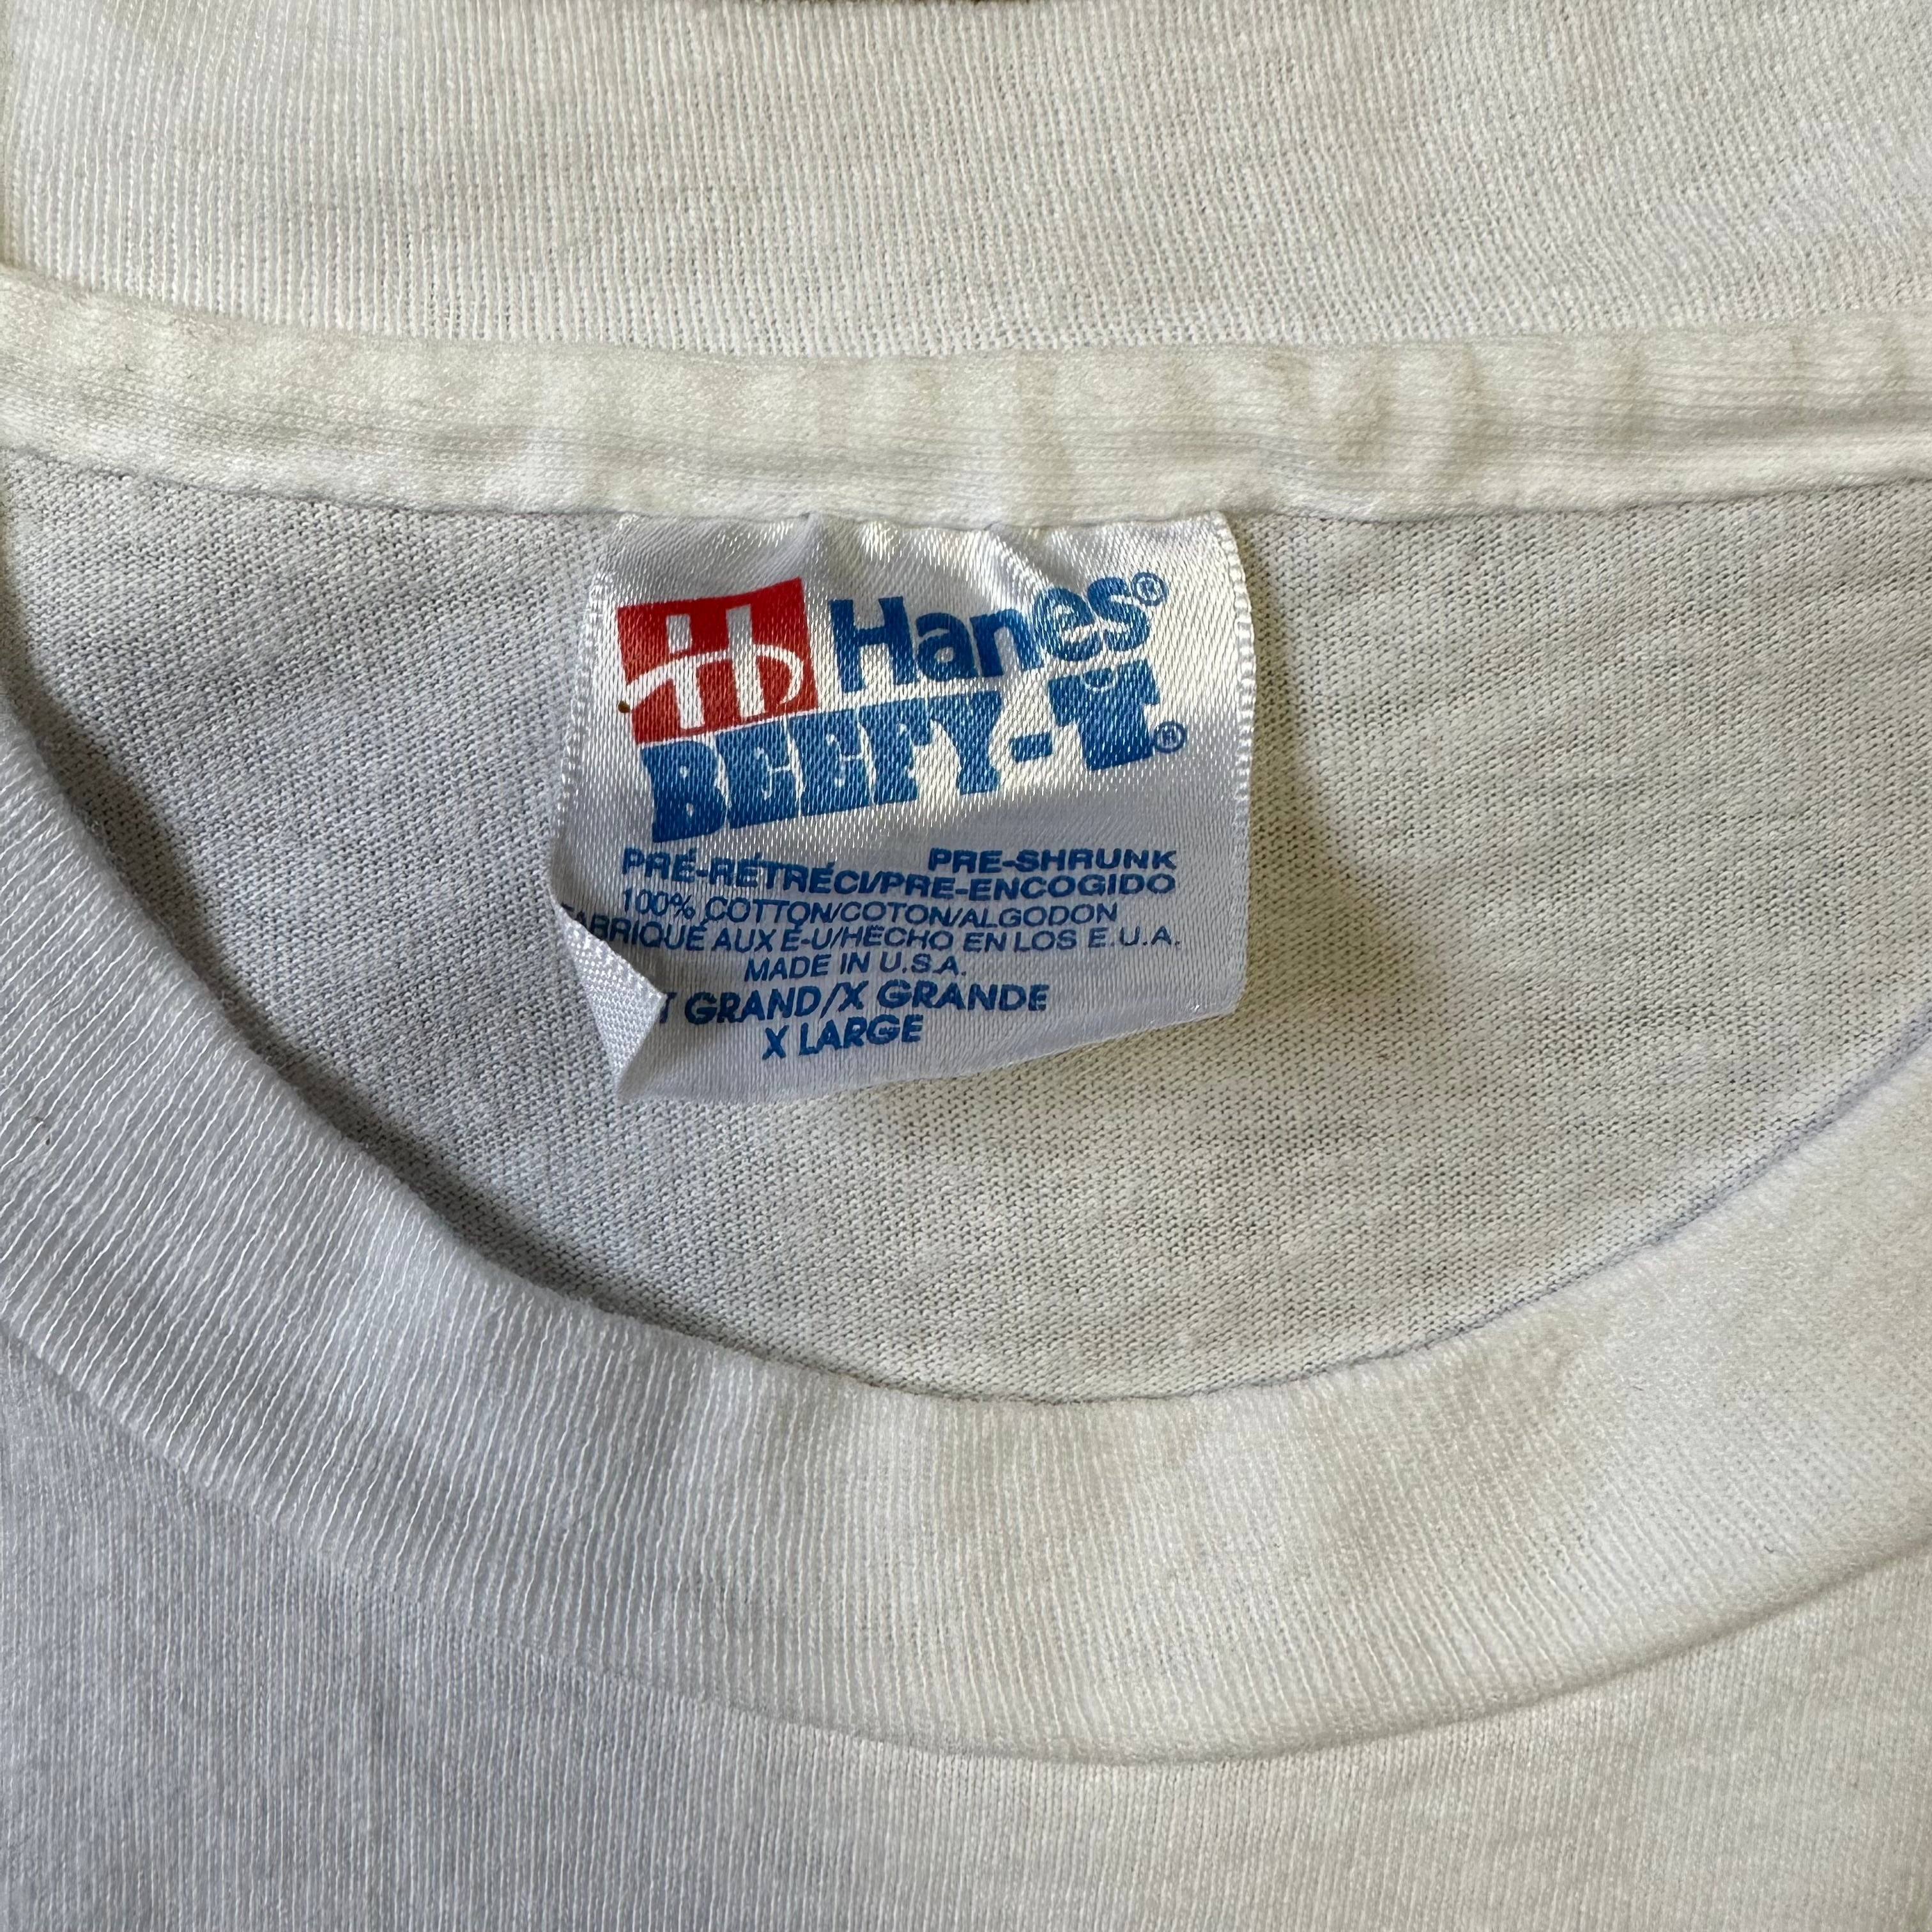 Hanes®
BEEFY-T®
PRE-SHRUNK
PRÉ-RÉTRÉCI/PRE-ENCOGIDO
100% COTTON/COTON/ALGODON
ABRIQUÉ AUX É-U/HECHO EN LOS E.U.A.
MADE IN U.S.A.
T GRAND/X GRANDE
X LARGE